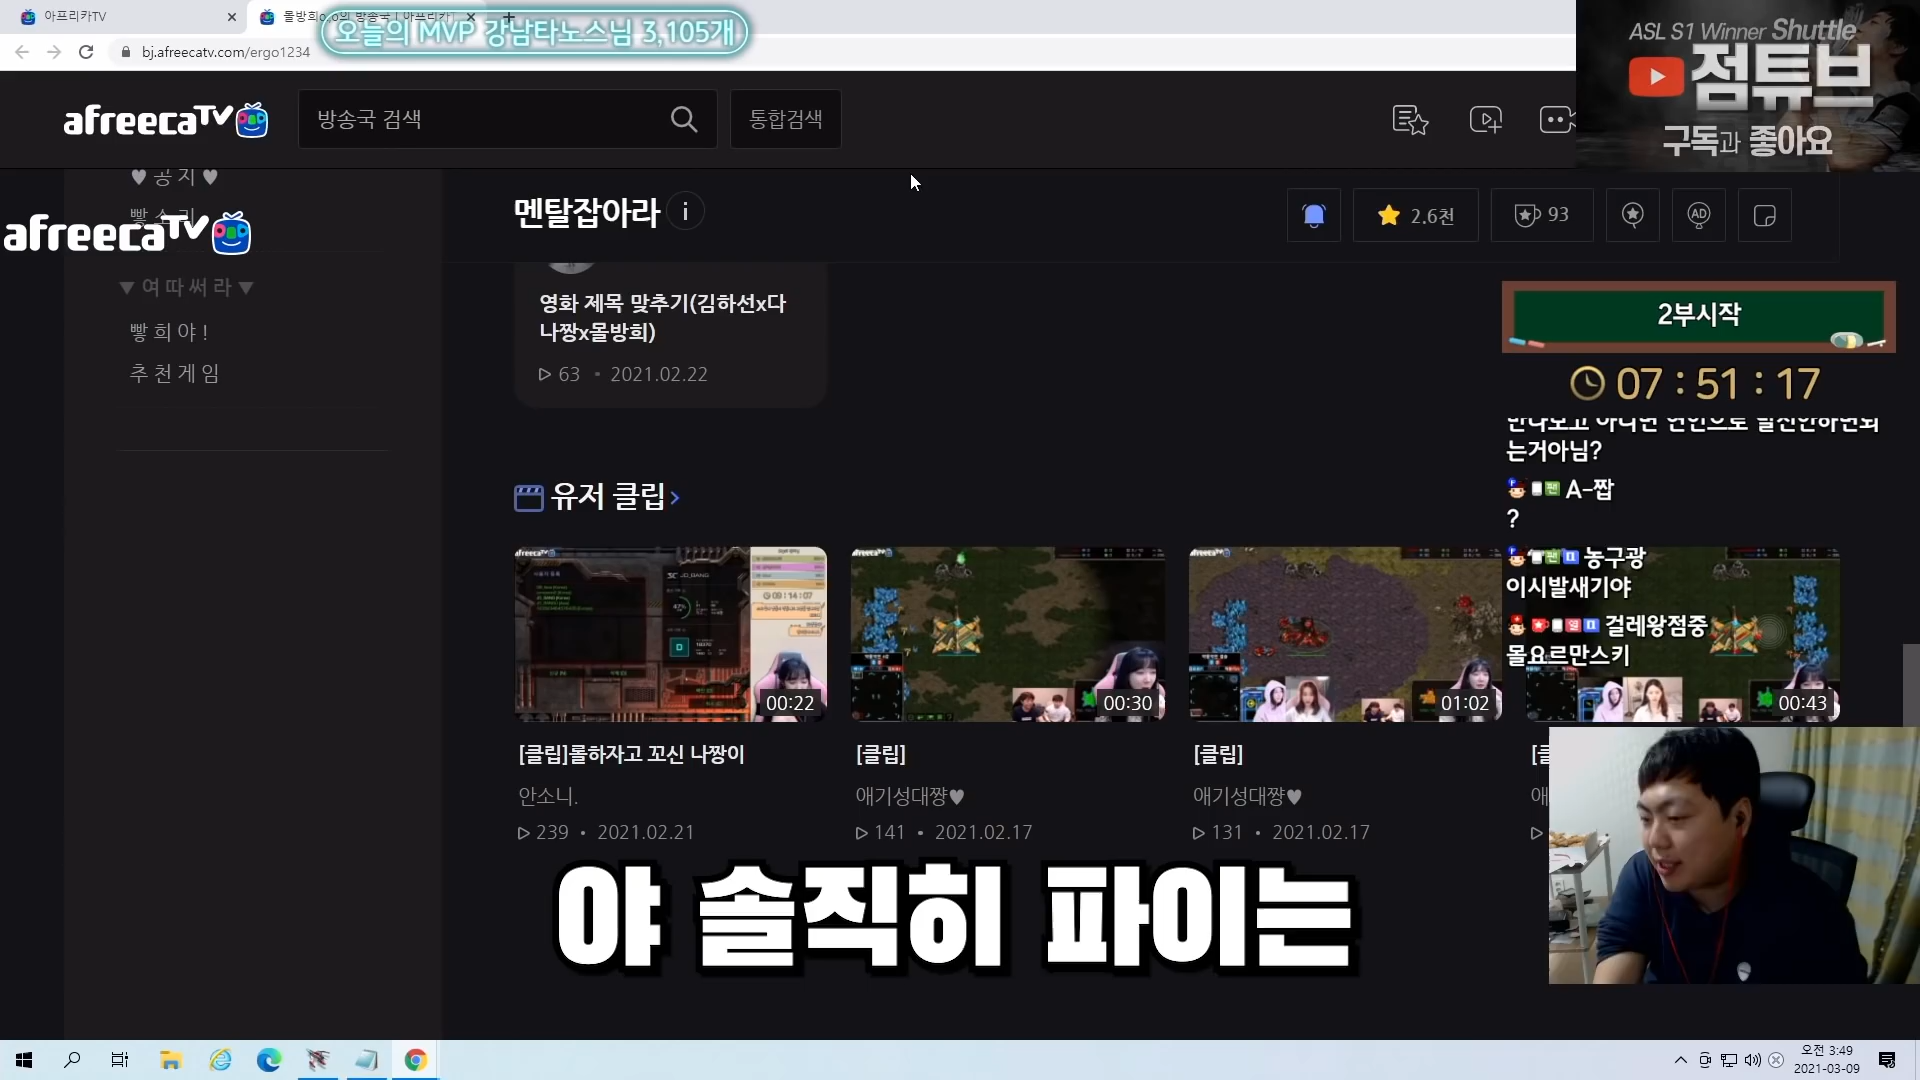 아프리카TV
오늘의 MVP 강남타노스님 3,105개
bj.afreecatv.com/ergo1234
ASL S1 Winner Shuttle
점튜브
구독과 좋아요
afreecaTV
방송국 검색
통합검색
♥ 공 지 ♥
afreecaTV
▼ 여 따 써 라 ▼
빻 희 야 !
추 천 게 임
멘탈잡아라
2.6천
93
AD
영화 제목 맞추기(김하선x다
나짱x몰방희)
63 • 2021.02.22
2부시작
07 : 51 : 17
는거아님?
A-짭
?
농구광
이시발새기야
걸레왕점중
몰요르만스키
유저 클립
00:22
00:30
01:02
00:43
[클립]롤하자고 꼬신 나짱이
안소니.
239 • 2021.02.21
[클립]
애기성대쨩♥
141 • 2021.02.17
[클립]
애기성대쨩♥
131 • 2021.02.17
야 솔직히 파이는
오전 3:49
2021-03-09